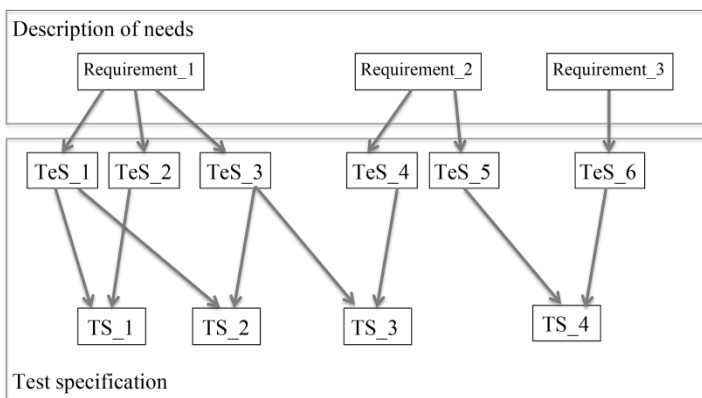 Description of needs
Requirement_1
Requirement_2
Requirement_3
TeS_1
TeS_2
TeS_3
TeS_4
TeS_5
TeS_6
TS_1
TS_2
TS_3
TS_4
Test specification